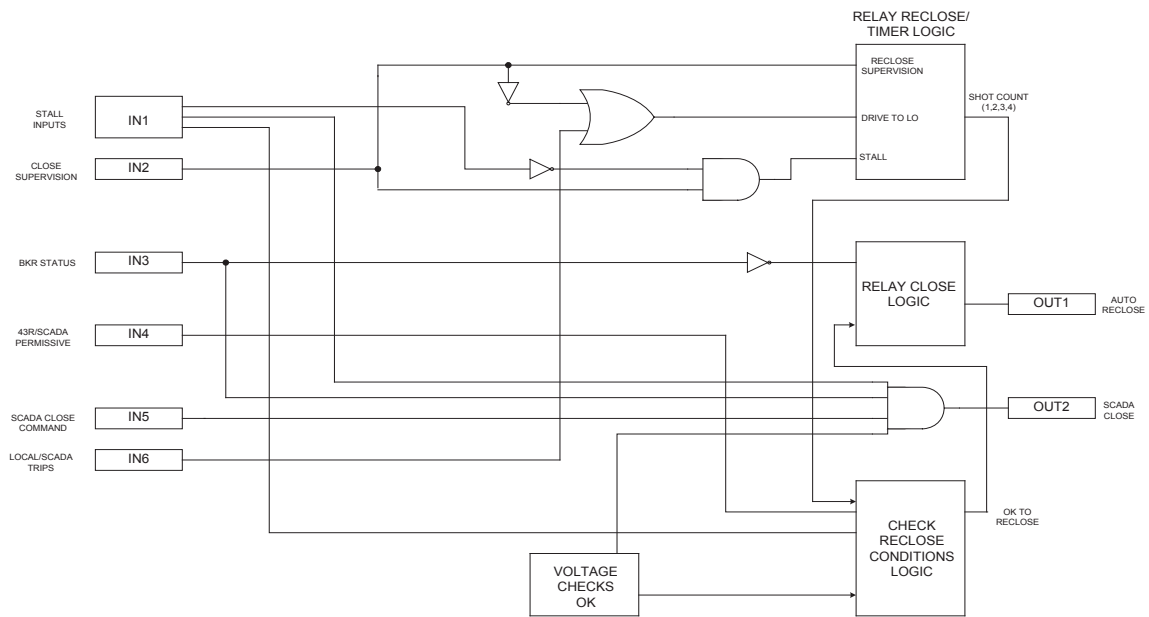 RELAY RECLOSE/
TIMER LOGIC
RECLOSE
SUPERVISION
SHOT COUNT
(1,2,3,4)
STALL
INPUTS
IN1
DRIVE TO LO
STALL
CLOSE
SUPERVISION
IN2
BKR STATUS
IN3
RELAY CLOSE
LOGIC
OUT1
AUTO
RECLOSE
43R/SCADA
PERMISSIVE
IN4
SCADA CLOSE
COMMAND
IN5
OUT2
SCADA
CLOSE
LOCAL/SCADA
TRIPS
IN6
OK TO
RECLOSE
CHECK
RECLOSE
CONDITIONS
LOGIC
VOLTAGE
CHECKS
OK